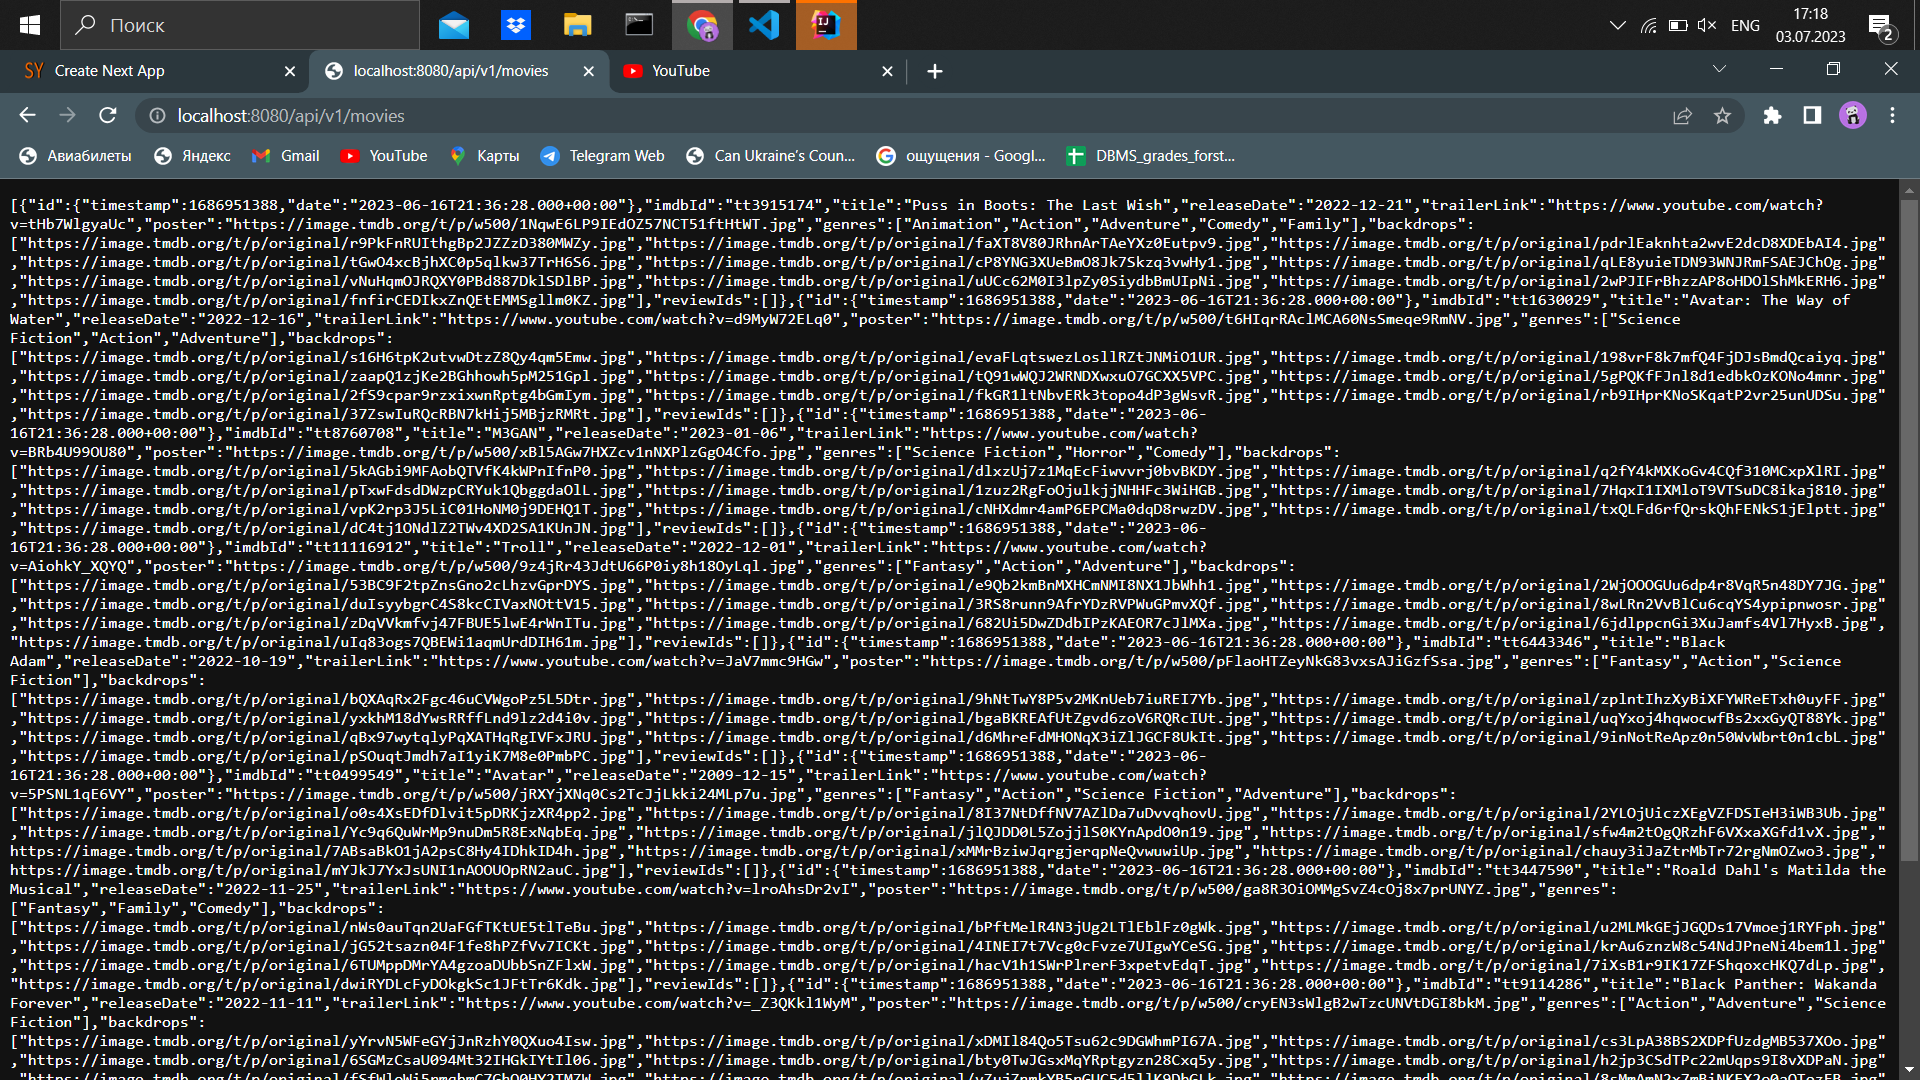 Поиск
ENG
17:18
03.07.2023
2
Create Next App
localhost:8080/api/v1/movies
YouTube
localhost:8080/api/v1/movies
Авиабилеты
Яндекс
Gmail
YouTube
Карты
Telegram Web
Can Ukraine's Coun...
ощущения - Googl...
DBMS_grades_forst...
[{"id":{"timestamp":1686951388,"date":"2023-06-16T21:36:28.000+00:00"},"imdbId":"tt3915174","title":"Puss in Boots: The Last Wish","releaseDate":"2022-12-21","trailerLink":"https://www.youtube.com/watch?
v=tHb7WlgyaUc","poster":"https://image.tmdb.org/t/p/w500/1NqwE6LP9IEdOZ57NCT51ftHtWT.jpg","genres":["Animation","Action","Adventure","Comedy","Family"],"backdrops":
["https://image.tmdb.org/t/p/original/r9PkFnRUIthgBp2JZZzD380MWZy.jpg","https://image.tmdb.org/t/p/original/faXT8V80JRhnArTAeYXz0Eutpv9.jpg","https://image.tmdb.org/t/p/original/pdrlEaknhta2wvE2dcD8XDEbAI4.jpg"
,"https://image.tmdb.org/t/p/original/tGwO4xcBjhXC0p5qlkw37TrH6S6.jpg","https://image.tmdb.org/t/p/original/cP8YNG3XUeBmO8Jk7Skzq3vwHy1.jpg","https://image.tmdb.org/t/p/original/qLE8yuieTDN93WNJRmFSAEJChOg.jpg"
,"https://image.tmdb.org/t/p/original/vNuHqmOJRQXY0PBd887DklSDlBP.jpg","https://image.tmdb.org/t/p/original/uUCc62M0I3lpZy0SiydbBmUIpNi.jpg","https://image.tmdb.org/t/p/original/2wPJIFrBhzzAP8oHDOlShMkERH6.jpg"
,"https://image.tmdb.org/t/p/original/fnfirCEDIkxZnQEtEMMSgllm0KZ.jpg"],"reviewIds":[]},{"id":{"timestamp":1686951388,"date":"2023-06-16T21:36:28.000+00:00"},"imdbId":"tt1630029","title":"Avatar: The Way of
Water","releaseDate":"2022-12-16","trailerLink":"https://www.youtube.com/watch?v=d9MyW72ELq0","poster":"https://image.tmdb.org/t/p/w500/t6HIqrRAclMCA60NsSmeqe9RmNV.jpg","genres":["Science
Fiction","Action","Adventure"],"backdrops":
["https://image.tmdb.org/t/p/original/s16H6tpK2utvwDtzZ8Qy4qm5Emw.jpg","https://image.tmdb.org/t/p/original/evaFLqtswezLosllRZtJNMiO1UR.jpg","https://image.tmdb.org/t/p/original/198vrF8k7mfQ4FjDJsBmdQcaiyq.jpg"
,"https://image.tmdb.org/t/p/original/zaapQ1zjKe2BGhhowh5pM251Gpl.jpg","https://image.tmdb.org/t/p/original/tQ91wWQJ2WRNDXwxuO7GCXX5VPC.jpg","https://image.tmdb.org/t/p/original/5gPQKfFJnl8d1edbkOzKONo4mnr.jpg"
,"https://image.tmdb.org/t/p/original/2fS9cpar9rzxixwnRptg4bGmIym.jpg","https://image.tmdb.org/t/p/original/fkGR1ltNbvERk3topo4dP3gWsvR.jpg","https://image.tmdb.org/t/p/original/rb9IHprKNoSKqatP2vr25unUDSu.jpg"
,"https://image.tmdb.org/t/p/original/37ZswIuRQcRBN7kHij5MBjzRMRt.jpg"],"reviewIds":[]},{"id":{"timestamp":1686951388,"date":"2023-06-
16T21:36:28.000+00:00"},"imdbId":"tt8760708","title":"M3GAN","releaseDate":"2023-01-06","trailerLink":"https://www.youtube.com/watch?
v=BRb4U99OU80","poster":"https://image.tmdb.org/t/p/w500/xBl5AGw7HXZcv1nNXPlzGgO4Cfo.jpg","genres":["Science Fiction","Horror","Comedy"],"backdrops":
["https://image.tmdb.org/t/p/original/5kAGbi9MFAobQTVfK4kWPnIfnP0.jpg","https://image.tmdb.org/t/p/original/dlxzUj7z1MqEcFiwvvrj0bvBKDY.jpg","https://image.tmdb.org/t/p/original/q2fY4kMXKoGv4CQf310MCxpXlRI.jpg"
,"https://image.tmdb.org/t/p/original/pTxwFdsdDWzpCRYuk1QbggdaOlL.jpg","https://image.tmdb.org/t/p/original/1zuz2RgFoOjulkjjNHHFc3WiHGB.jpg","https://image.tmdb.org/t/p/original/7HqxI1IXMloT9VTSuDC8ikaj810.jpg"
,"https://image.tmdb.org/t/p/original/vpK2rp3J5LiC01HoNM0j9DEHQ1T.jpg","https://image.tmdb.org/t/p/original/cNHXdmr4amP6EPCMa0dqD8rwzDV.jpg","https://image.tmdb.org/t/p/original/txQLFd6rfQrskQhFENkS1jElptt.jpg"
,"https://image.tmdb.org/t/p/original/dC4tj1ONdlZ2TWv4XD2SA1KUnJN.jpg"],"reviewIds":[]},{"id":{"timestamp":1686951388,"date":"2023-06-
16T21:36:28.000+00:00"},"imdbId":"tt11116912","title":"Troll","releaseDate":"2022-12-01","trailerLink":"https://www.youtube.com/watch?
v=AiohkY_XQYQ","poster":"https://image.tmdb.org/t/p/w500/9z4jRr43JdtU66P0iy8h18OyLql.jpg","genres":["Fantasy","Action","Adventure"],"backdrops":
["https://image.tmdb.org/t/p/original/53BC9F2tpZnsGno2cLhzvGprDYS.jpg","https://image.tmdb.org/t/p/original/e9Qb2kmBnMXHCmNMI8NX1JbWhh1.jpg","https://image.tmdb.org/t/p/original/2WjOOOGUu6dp4r8VqR5n48DY7JG.jpg"
,"https://image.tmdb.org/t/p/original/duIsyybgrC4S8kcCIVaxNOttV15.jpg","https://image.tmdb.org/t/p/original/3RS8runn9AfrYDzRVPWuGPmvXQf.jpg","https://image.tmdb.org/t/p/original/8wLRn2VvBlCu6cqYS4ypipnwosr.jpg"
,"https://image.tmdb.org/t/p/original/zDqVVkmfvj47FBUE5lwE4rWnITu.jpg","https://image.tmdb.org/t/p/original/682Ui5DwZDdbIPzKAEOR7cJlMXa.jpg","https://image.tmdb.org/t/p/original/6jdlppcnGi3XuJamfs4Vl7HyxB.jpg",
"https://image.tmdb.org/t/p/original/uIq83ogs7QBEWi1aqmUrdDIH61m.jpg"],"reviewIds":[]},{"id":{"timestamp":1686951388,"date":"2023-06-16T21:36:28.000+00:00"},"imdbId":"tt6443346","title":"Black
Adam","releaseDate":"2022-10-19","trailerLink":"https://www.youtube.com/watch?v=JaV7mmc9HGw","poster":"https://image.tmdb.org/t/p/w500/pFlaoHTZeyNkG83vxsAJiGzfSsa.jpg","genres":["Fantasy","Action","Science
Fiction"],"backdrops":
["https://image.tmdb.org/t/p/original/bQXAqRx2Fgc46uCVWgoPz5L5Dtr.jpg","https://image.tmdb.org/t/p/original/9hNtTwY8P5v2MKnUeb7iuREI7Yb.jpg","https://image.tmdb.org/t/p/original/zplntIhzXyBiXFYWReETxh0uyFF.jpg"
,"https://image.tmdb.org/t/p/original/yxkhM18dYwsRRffLnd9lz2d4i0v.jpg","https://image.tmdb.org/t/p/original/bgaBKREAfUtZgvd6zoV6RQRcIUt.jpg","https://image.tmdb.org/t/p/original/uqYxoj4hqwocwfBs2xxGyQT88Yk.jpg"
,"https://image.tmdb.org/t/p/original/qBx97wytqlyPqXATHqRgIVFxJRU.jpg","https://image.tmdb.org/t/p/original/d6MhreFdMHONqX3iZlJGCF8UkIt.jpg","https://image.tmdb.org/t/p/original/9inNotReApz0n50WvWbrt0n1cbL.jpg"
,"https://image.tmdb.org/t/p/original/pSOuqtJmdh7aI1yiK7M8e0PmbPC.jpg"],"reviewIds":[]},{"id":{"timestamp":1686951388,"date":"2023-06-
16T21:36:28.000+00:00"},"imdbId":"tt0499549","title":"Avatar","releaseDate":"2009-12-15","trailerLink":"https://www.youtube.com/watch?
v=5PSNL1qE6VY","poster":"https://image.tmdb.org/t/p/w500/jRXYjXNq0Cs2TcJjLkki24MLp7u.jpg","genres":["Fantasy","Action","Science Fiction","Adventure"],"backdrops":
["https://image.tmdb.org/t/p/original/o0s4XsEDfDlvit5pDRKjzXR4pp2.jpg","https://image.tmdb.org/t/p/original/8I37NtDffNV7AZlDa7uDvvqhovU.jpg","https://image.tmdb.org/t/p/original/2YLOjUiczXEgVZFDSIeH3iWB3Ub.jpg"
,"https://image.tmdb.org/t/p/original/Yc9q6QuWrMp9nuDm5R8ExNqbEq.jpg","https://image.tmdb.org/t/p/original/jlQJDD0L5ZojjlS0KYnApdO0n19.jpg","https://image.tmdb.org/t/p/original/sfw4m2tOgQRzhF6VXxaXGfd1vX.jpg","
https://image.tmdb.org/t/p/original/7ABsaBkO1jA2psC8Hy4IDhkID4h.jpg","https://image.tmdb.org/t/p/original/xMMrBziwJqrgjerqpNeQvwuwiUp.jpg","https://image.tmdb.org/t/p/original/chauy3iJaZtrMbTr72rgNmOZwo3.jpg","
https://image.tmdb.org/t/p/original/mYJkJ7YxJsUNI1nAOOUOpRN2auC.jpg"],"reviewIds":[]},{"id":{"timestamp":1686951388,"date":"2023-06-16T21:36:28.000+00:00"},"imdbId":"tt3447590","title":"Roald Dahl's Matilda the
Musical","releaseDate":"2022-11-25","trailerLink":"https://www.youtube.com/watch?v=lroAhsDr2vI","poster":"https://image.tmdb.org/t/p/w500/ga8R3OiOMMgSvZ4cOj8x7prUNYZ.jpg","genres":
["Fantasy","Family","Comedy"],"backdrops":
["https://image.tmdb.org/t/p/original/nWs0auTqn2UaFGfTKtUE5tlTeBu.jpg","https://image.tmdb.org/t/p/original/bPftMelR4N3jUg2LTlEblFz0gWk.jpg","https://image.tmdb.org/t/p/original/u2MLMkGEjJGQDs17Vmoej1RYFph.jpg"
,"https://image.tmdb.org/t/p/original/jG52tsazn04F1fe8hPZfVv7ICKt.jpg","https://image.tmdb.org/t/p/original/4INEI7t7Vcg0cFvze7UIgwYCeSG.jpg","https://image.tmdb.org/t/p/original/krAu6znzW8c54NdJPneNi4bem1l.jpg"
,"https://image.tmdb.org/t/p/original/6TUMppDMrYA4gzoaDUbbSnZFlxW.jpg","https://image.tmdb.org/t/p/original/hacV1h1SWrPlrerF3xpetvEdqT.jpg","https://image.tmdb.org/t/p/original/7iXsB1r9IK17ZFShqoxcHKQ7dLp.jpg",
"https://image.tmdb.org/t/p/original/dwiRYDLcFyDOkgkSc1JFtTr6Kdk.jpg"],"reviewIds":[]},{"id":{"timestamp":1686951388,"date":"2023-06-16T21:36:28.000+00:00"},"imdbId":"tt9114286","title":"Black Panther: Wakanda
Forever","releaseDate":"2022-11-11","trailerLink":"https://www.youtube.com/watch?v=_Z3QKkl1WyM","poster":"https://image.tmdb.org/t/p/w500/cryEN3sWlgB2wTzcUNVtDGI8bkM.jpg","genres":["Action","Adventure","Science
Fiction"],"backdrops":
["https://image.tmdb.org/t/p/original/yYrvN5WFeGYjJnRzhY0QXuo4Isw.jpg","https://image.tmdb.org/t/p/original/xDMIl84Qo5Tsu62c9DGWhmPI67A.jpg","https://image.tmdb.org/t/p/original/cs3LpA38BS2XDPfUzdgMB537XOo.jpg"
,"https://image.tmdb.org/t/p/original/6SGMzCsaU094Mt32IHGkIYtIl06.jpg","https://image.tmdb.org/t/p/original/bty0TwJGsxMqYRptgyzn28Cxq5y.jpg","https://image.tmdb.org/t/p/original/h2jp3CSdTPc22mUqps9I8vXDPaN.jpg"